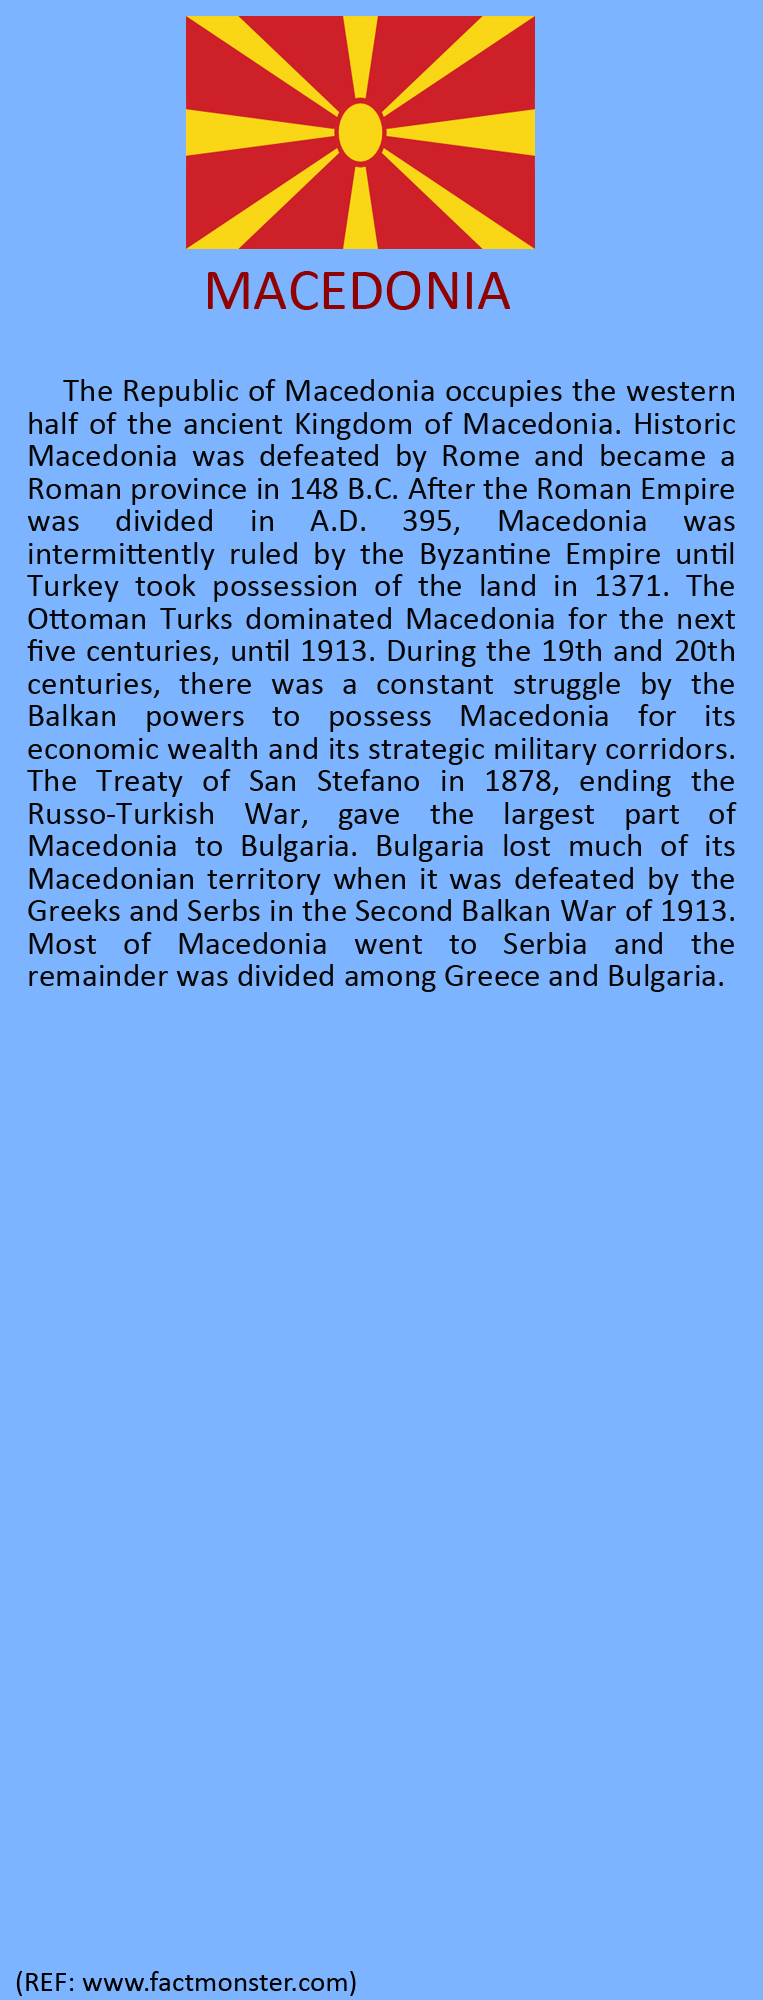 MACEDONIA
The Republic of Macedonia occupies the western
half of the ancient Kingdom of Macedonia. Historic
Macedonia was defeated by Rome and became a
Roman province in 148 B.C. After the Roman Empire
was divided in A.D. 395, Macedonia was
intermittently ruled by the Byzantine Empire until
Turkey took possession of the land in 1371. The
Ottoman Turks dominated Macedonia for the next
five centuries, until 1913. During the 19th and 20th
centuries, there was a constant struggle by the
Balkan powers to possess Macedonia for its
economic wealth and its strategic military corridors.
The Treaty of San Stefano in 1878, ending the
Russo-Turkish War, gave the largest part of
Macedonia to Bulgaria. Bulgaria lost much of its
Macedonian territory when it was defeated by the
Greeks and Serbs in the Second Balkan War of 1913.
Most of Macedonia went to Serbia and the
remainder was divided among Greece and Bulgaria.
(REF: www.factmonster.com)